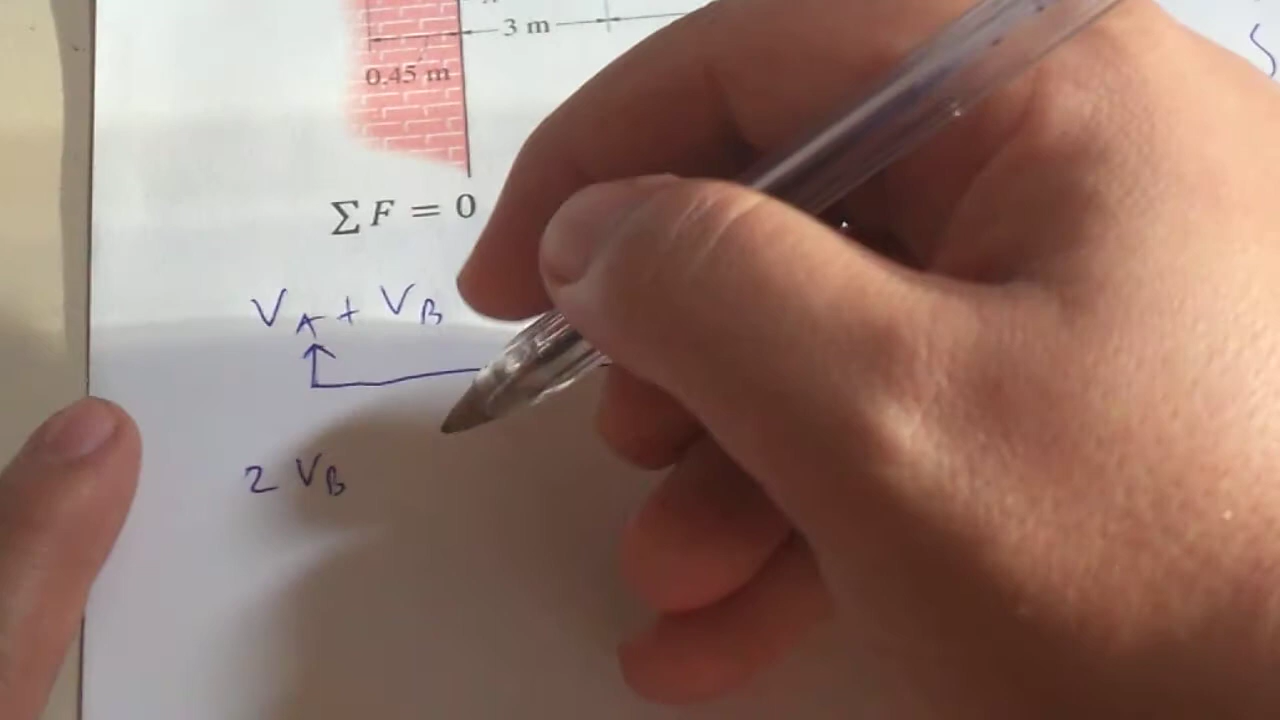 3 m
0.45 m
∑ F = 0
V_A + V_B
2 V_B